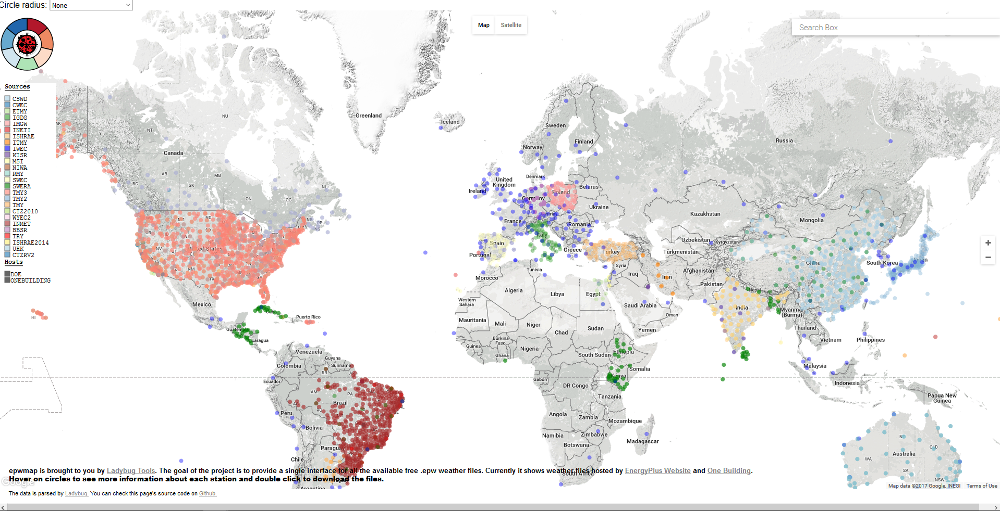 Circle radius: None
Map Satellite
Search Box
Sources
CSWD
CWEC
ETMY
IGDG
IMGW
INETI
ISHRAE
ITMY
IWEC
KISR
MSI
NIWA
RMY
SWEC
SWERA
TMY3
TMY2
TMY
CTZ2010
WYEC2
INMET
BBSR
TRY
ISHRAE2014
UHK
CTZRV2
Hosts
DOE
ONEBUILDING
Greenland
Iceland
NU
Sweden
Finland
Norway
Russia
AK
YT
NT
Canada
AB
MB
BC
SK
ON
QC
NL
NB
PE
NS
United
Kingdom
Ireland
Denmark
Belarus
Poland
Germany
Ukraine
Austria
France
Romania
Kazakhstan
Mongolia
Italy
Spain
Portugal
Greece
Turkey
Uzbekistan
Kyrgyzstan
Turkmenistan
China
South Korea
Japan
MT
ND
NV
UT
United States
NM
TX
MS
GA
Syria
Iraq
Iran
Afghanistan
Pakistan
Nepal
Tunisia
Morocco
Algeria
Libya
Egypt
Western
Sahara
Saudi Arabia
Oman
India
Myanmar
(Burma)
Mexico
HI
Cuba
Puerto Rico
Guatemala
Nicaragua
Mauritania
Mali
Niger
Chad
Sudan
Yemen
Thailand
Vietnam
Philippines
Burkina
Faso
Guinea
Nigeria
Ghana
South Sudan
Ethiopia
Somalia
Venezuela
Guyana
Suriname
Colombia
RR
AP
Ecuador
Malaysia
Indonesia
Papua New
Guinea
Gabon
DR Congo
Kenya
Tanzania
AM
PA
MA
Brazil
RO
TO
MT
AL
SE
Peru
Bolivia
Angola
Zambia
Mozambique
Namibia
Zimbabwe
Botswana
Madagascar
Paraguay
Chile
South Africa
Argentina
NT
QLD
Australia
WA
SA
NSW
epwmap is brought to you by Ladybug Tools. The goal of the project is to provide a single interface for all the available free .epw weather files. Currently it shows weather files hosted by EnergyPlus Website and One Building.
Hover on circles to see more information about each station and double click to download the files.
Google
The data is parsed by Ladybug. You can check this page's source code on Github.
Map data ©2017 Google, INEGI Terms of Use